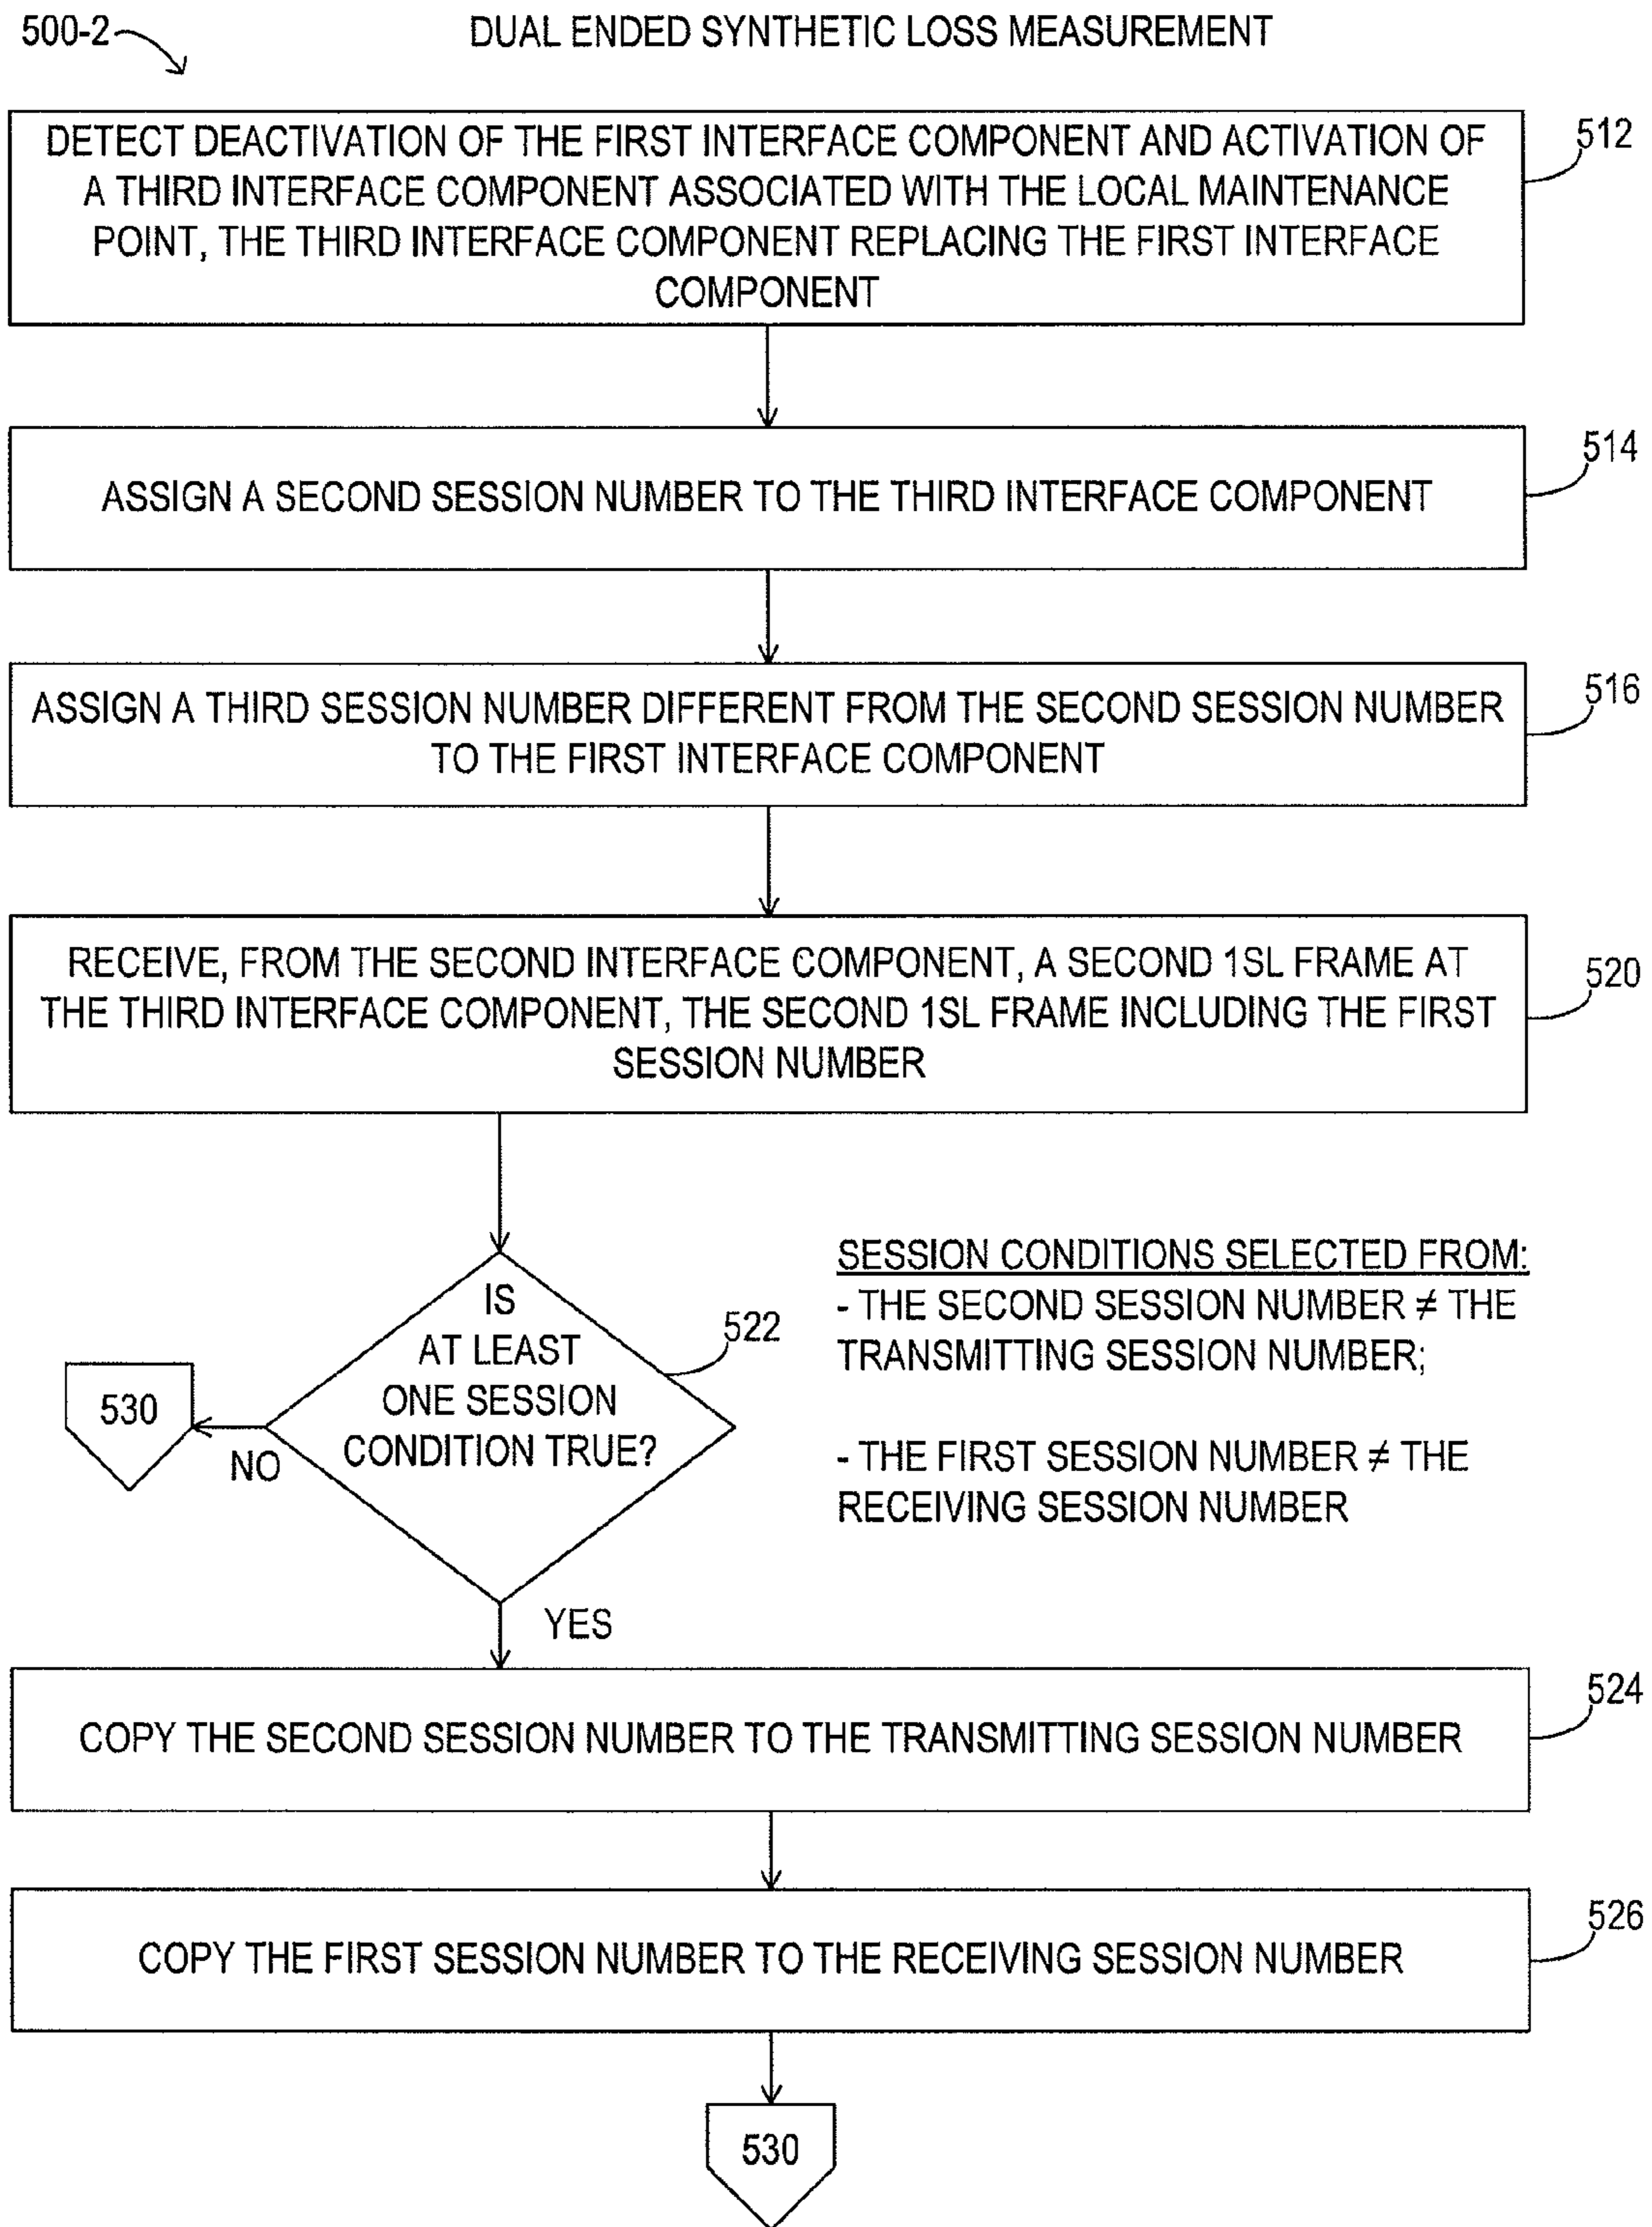 500-2
DUAL ENDED SYNTHETIC LOSS MEASUREMENT
DETECT DEACTIVATION OF THE FIRST INTERFACE COMPONENT AND ACTIVATION OF
A THIRD INTERFACE COMPONENT ASSOCIATED WITH THE LOCAL MAINTENANCE
POINT, THE THIRD INTERFACE COMPONENT REPLACING THE FIRST INTERFACE
COMPONENT
512
ASSIGN A SECOND SESSION NUMBER TO THE THIRD INTERFACE COMPONENT
514
ASSIGN A THIRD SESSION NUMBER DIFFERENT FROM THE SECOND SESSION NUMBER
TO THE FIRST INTERFACE COMPONENT
516
RECEIVE, FROM THE SECOND INTERFACE COMPONENT, A SECOND 1SL FRAME AT
THE THIRD INTERFACE COMPONENT, THE SECOND 1SL FRAME INCLUDING THE FIRST
SESSION NUMBER
520
IS
AT LEAST
ONE SESSION
CONDITION TRUE?
522
SESSION CONDITIONS SELECTED FROM:
- THE SECOND SESSION NUMBER ≠ THE
TRANSMITTING SESSION NUMBER;
- THE FIRST SESSION NUMBER ≠ THE
RECEIVING SESSION NUMBER
530
NO
YES
COPY THE SECOND SESSION NUMBER TO THE TRANSMITTING SESSION NUMBER
524
COPY THE FIRST SESSION NUMBER TO THE RECEIVING SESSION NUMBER
526
530